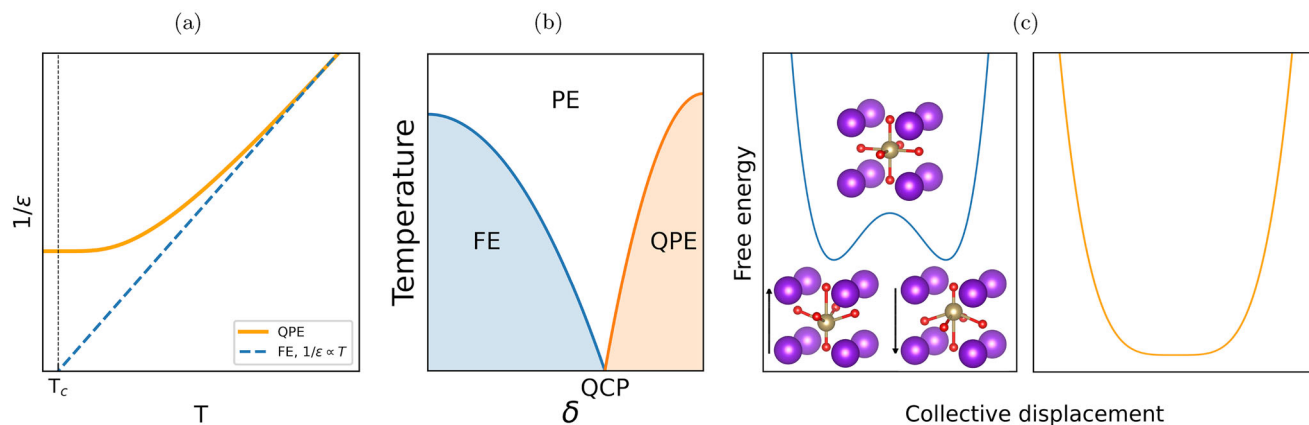 (a)
1/ε
QPE
FE, 1/ε ∝ T
T_c
T
(b)
Temperature
PE
FE
QPE
QCP
δ
(c)
Free energy
Collective displacement